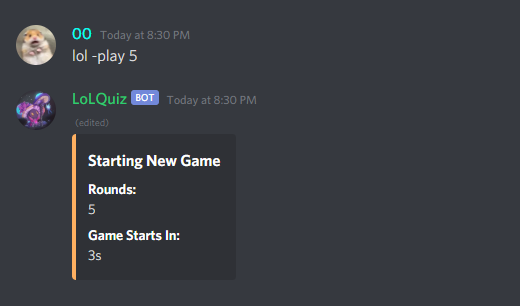 00 Today at 8:30 PM
lol -play 5
LoLQuiz BOT Today at 8:30 PM
(edited)
Starting New Game
Rounds:
5
Game Starts In:
3s